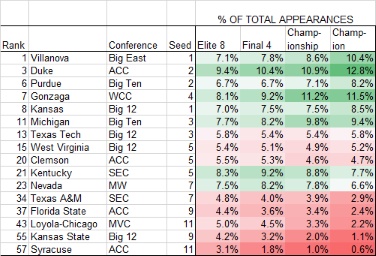 % OF TOTAL APPEARANCES
Rank Conference Seed Elite 8 Final 4 Champ-ionship Champ-ion
1 Villanova Big East 1 7.1% 7.8% 8.6% 10.4%
3 Duke ACC 2 9.4% 10.4% 10.9% 12.8%
6 Purdue Big Ten 2 6.7% 6.7% 7.1% 8.2%
7 Gonzaga WCC 4 8.1% 9.2% 11.2% 11.5%
8 Kansas Big 12 1 7.0% 7.5% 7.5% 8.5%
11 Michigan Big Ten 3 7.7% 8.2% 9.8% 9.4%
13 Texas Tech Big 12 3 5.8% 5.4% 5.4% 5.8%
15 West Virginia Big 12 5 5.4% 5.1% 4.9% 5.2%
20 Clemson ACC 5 5.5% 5.3% 4.6% 4.7%
21 Kentucky SEC 5 8.3% 9.2% 8.8% 7.7%
23 Nevada MW 7 7.5% 8.2% 7.8% 6.6%
34 Texas A&M SEC 7 4.8% 4.0% 3.9% 2.9%
37 Florida State ACC 9 4.4% 3.6% 3.4% 2.4%
43 Loyola-Chicago MVC 11 5.0% 4.5% 3.3% 2.2%
55 Kansas State Big 12 9 4.2% 3.2% 2.0% 1.1%
57 Syracuse ACC 11 3.1% 1.8% 1.0% 0.6%